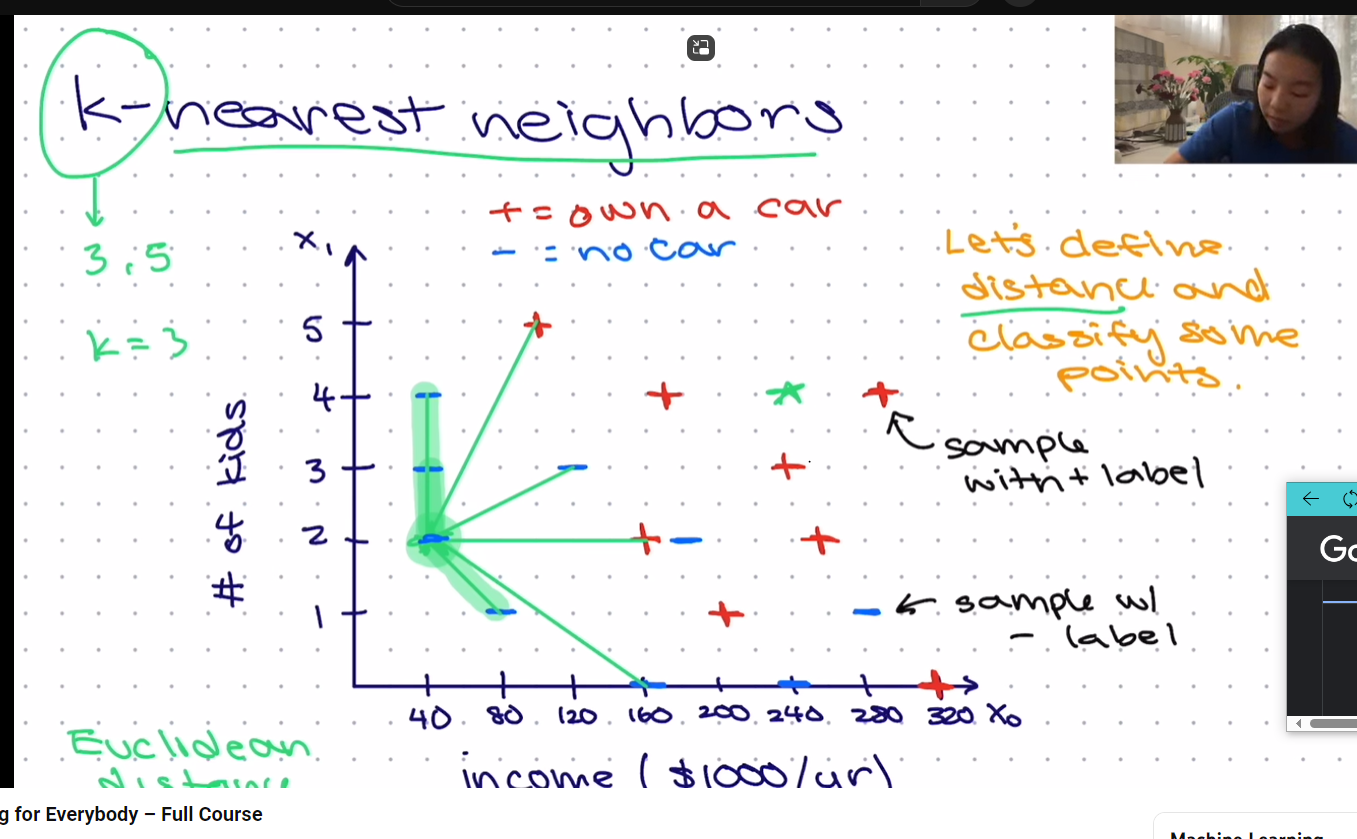 k-nearest neighbors
+ = own a car
- = no car
3, 5
k = 3
Let's define
distance and
classify some
points.
x₁
5
4
3
2
1
# of kids
sample
with + label
sample w/
- label
40 80 120 160 200 240 280 320 x₀
Euclidean
distance
income ($1000/yr)
Go
g for Everybody – Full Course
Machine Learning